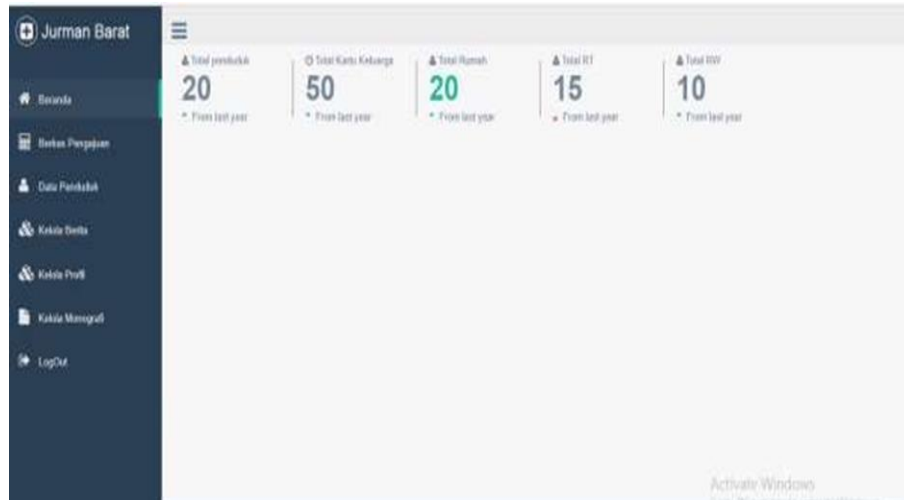 Jurman Barat
Beranda
Berkas Pengajuan
Data Penduduk
Kelola Berita
Kelola Profil
Kelola Monografi
LogOut
Total penduduk
20
From last year
Total Kartu Keluarga
50
From last year
Total Rumah
20
From last year
Total RT
15
From last year
Total RW
10
From last year
Activate Windows